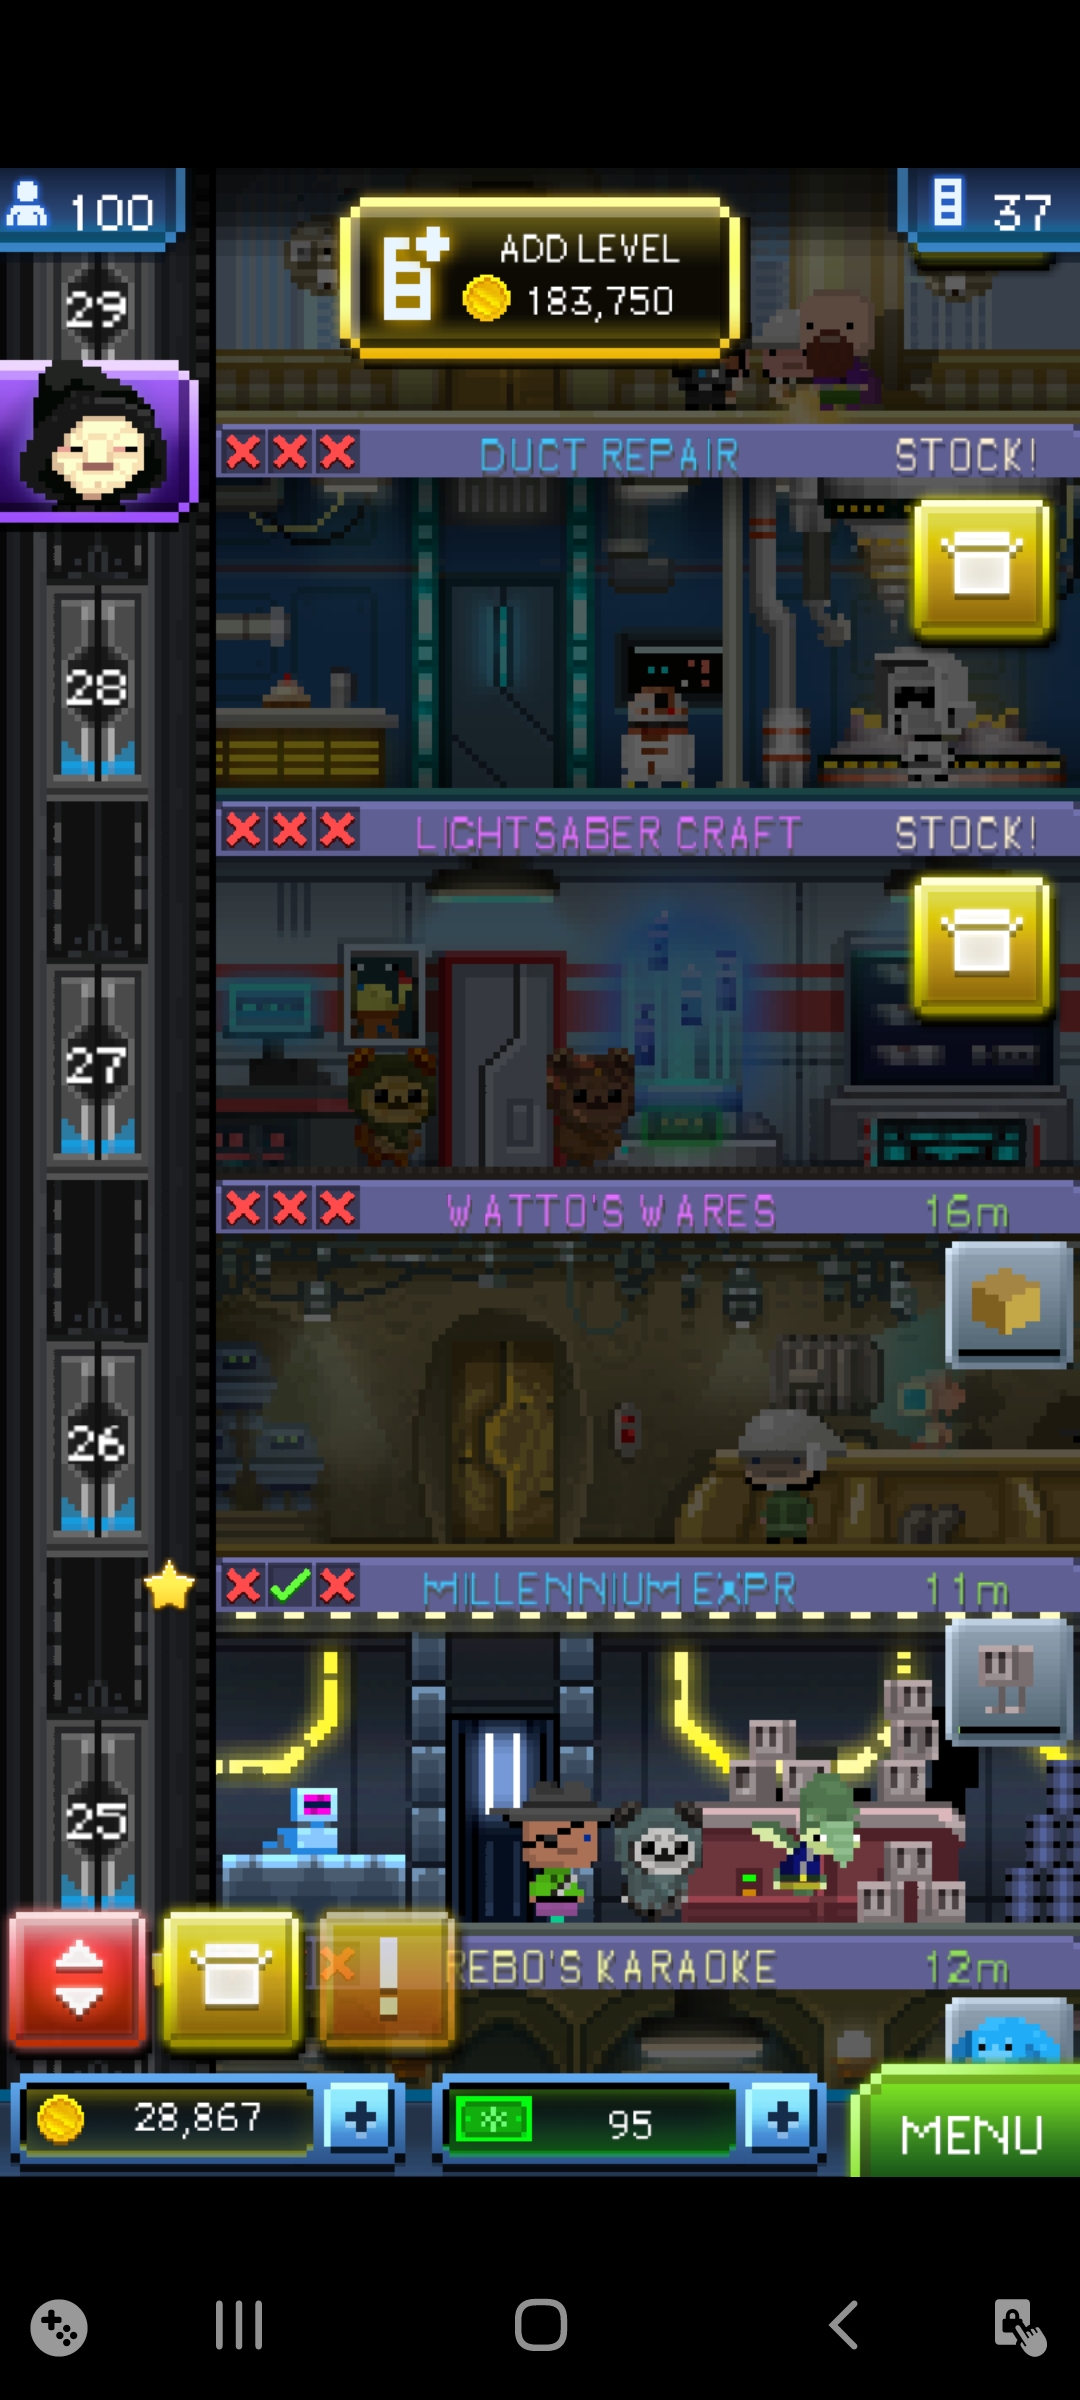 100
37
ADD LEVEL
183,750
29
DUCT REPAIR STOCK!
28
LIGHTSABER CRAFT STOCK!
27
WATTO'S WARES 16m
26
MILLENNIUM EXPR 11m
25
REBO'S KARAOKE 12m
28,867
95
MENU